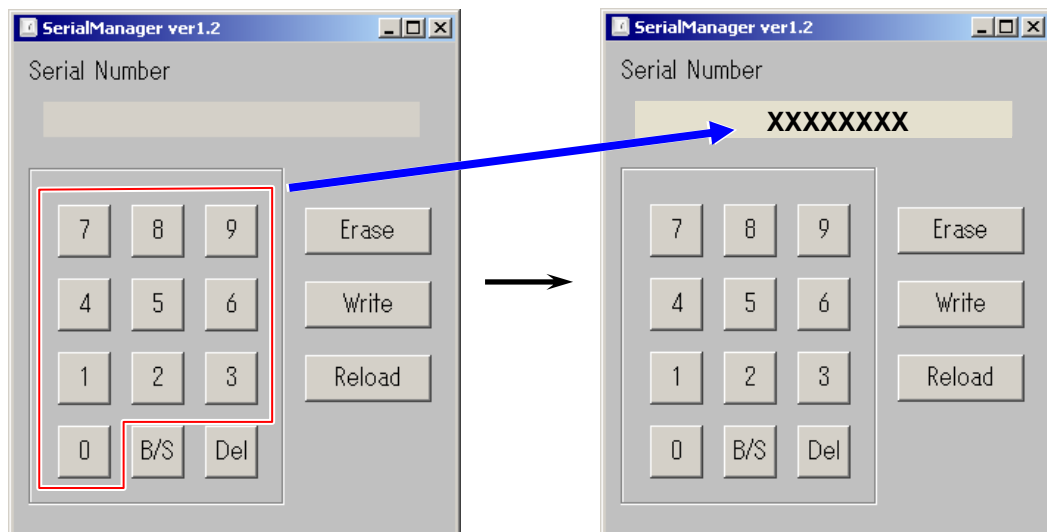 SerialManager ver1.2
Serial Number
7 8 9 Erase
4 5 6 Write
1 2 3 Reload
0 B/S Del
SerialManager ver1.2
Serial Number
XXXXXXXX
7 8 9 Erase
4 5 6 Write
1 2 3 Reload
0 B/S Del